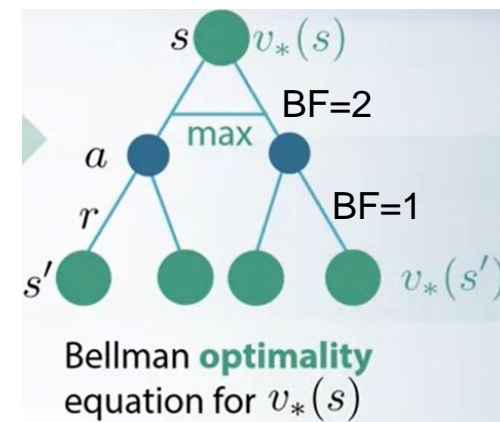 s v_*(s)
BF=2
max
a
r BF=1
s' v_*(s')
Bellman optimality
equation for v_*(s)